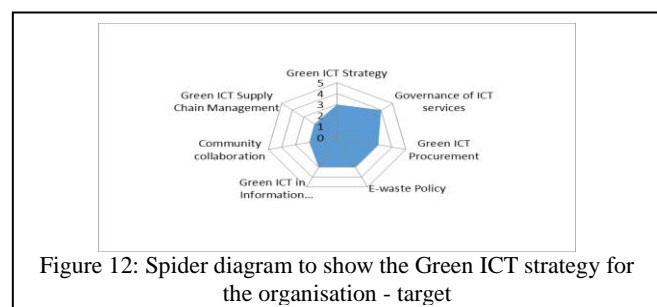 Green ICT Strategy
5
4
3
2
1
0
Governance of ICT
services
Green ICT
Procurement
E-waste Policy
Green ICT in
Information
...
Community
collaboration
Green ICT Supply
Chain Management
Figure 12: Spider diagram to show the Green ICT strategy for
the organisation - target